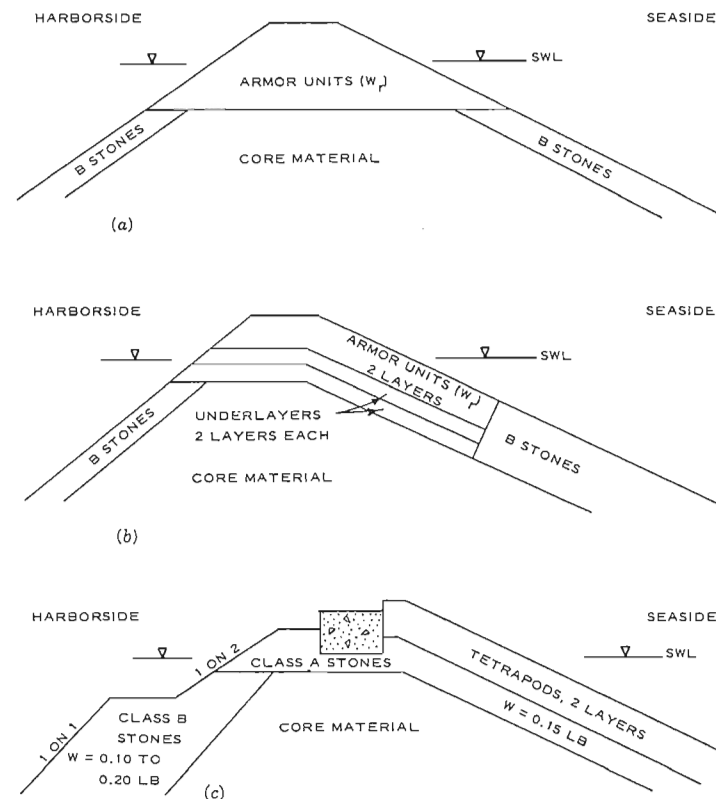 HARBORSIDE
SEASIDE
SWL
ARMOR UNITS (Wr)
B STONES
CORE MATERIAL
B STONES
(a)
HARBORSIDE
SEASIDE
SWL
ARMOR UNITS (Wr)
2 LAYERS
UNDERLAYERS
2 LAYERS EACH
B STONES
B STONES
CORE MATERIAL
(b)
HARBORSIDE
SEASIDE
SWL
1 ON 2
CLASS A STONES
TETRAPODS, 2 LAYERS
1 ON 1
CLASS B
STONES
W = 0.10 TO
0.20 LB
CORE MATERIAL
W = 0.15 LB
(c)